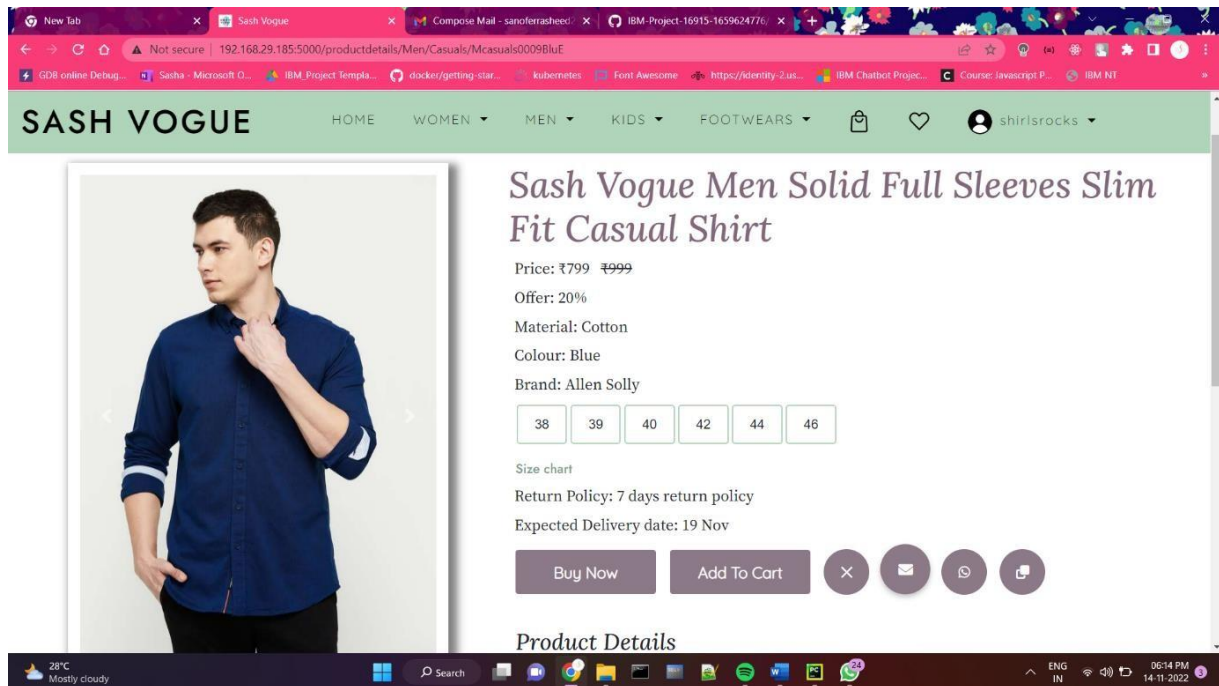 New Tab
Sash Vogue
Compose Mail - sanoferrasheed
IBM-Project-16915-1659624776/
Not secure | 192.168.29.185:5000/productdetails/Men/Casuals/Mcasuals0009BluE
GDB online Debug... Sasha - Microsoft O... IBM_Project Templa... docker/getting-star... kubernetes Font Awesome https://identity-2.us... IBM Chatbot Projec... Course: Javascript P... IBM NT
SASH VOGUE HOME WOMEN MEN KIDS FOOTWEARS shirlsrocks
Sash Vogue Men Solid Full Sleeves Slim
Fit Casual Shirt
Price: ₹799 ₹999
Offer: 20%
Material: Cotton
Colour: Blue
Brand: Allen Solly
38 39 40 42 44 46
Size chart
Return Policy: 7 days return policy
Expected Delivery date: 19 Nov
Buy Now Add To Cart
Product Details
28°C
Mostly cloudy
Search
24
ENG
IN
06:14 PM
14-11-2022
3